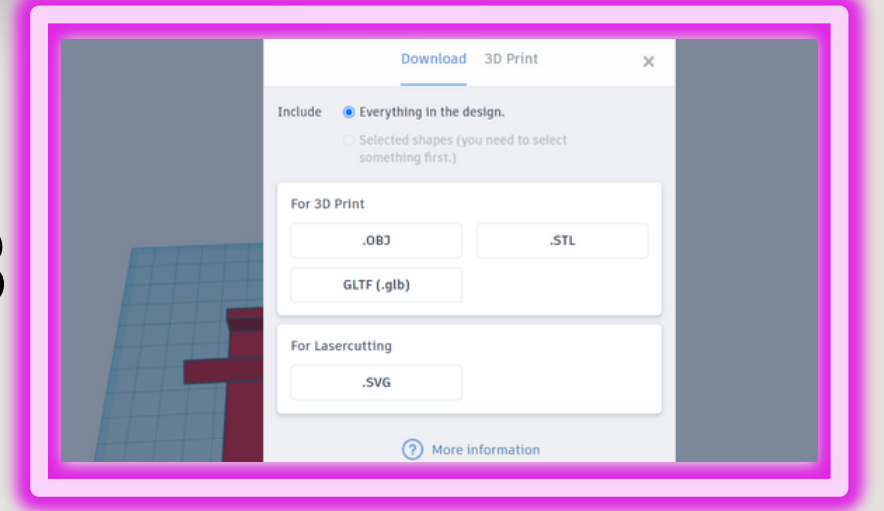 Download 3D Print ×
Include Everything in the design.
Selected shapes (you need to select
something first.)
For 3D Print
.OBJ .STL
GLTF (.glb)
For Lasercutting
.SVG
? More information